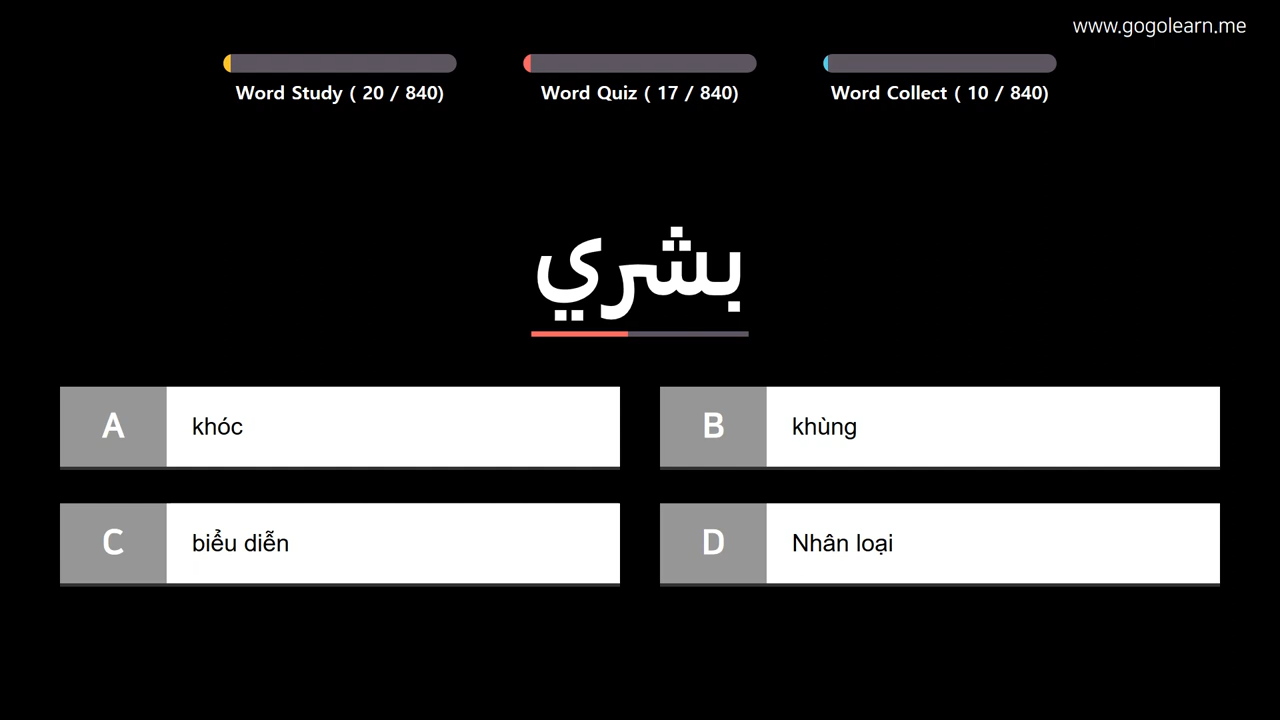 www.gogolearn.me
Word Study ( 20 / 840)
Word Quiz ( 17 / 840)
Word Collect ( 10 / 840)
بشري
A khóc
B khùng
C biểu diễn
D Nhân loại